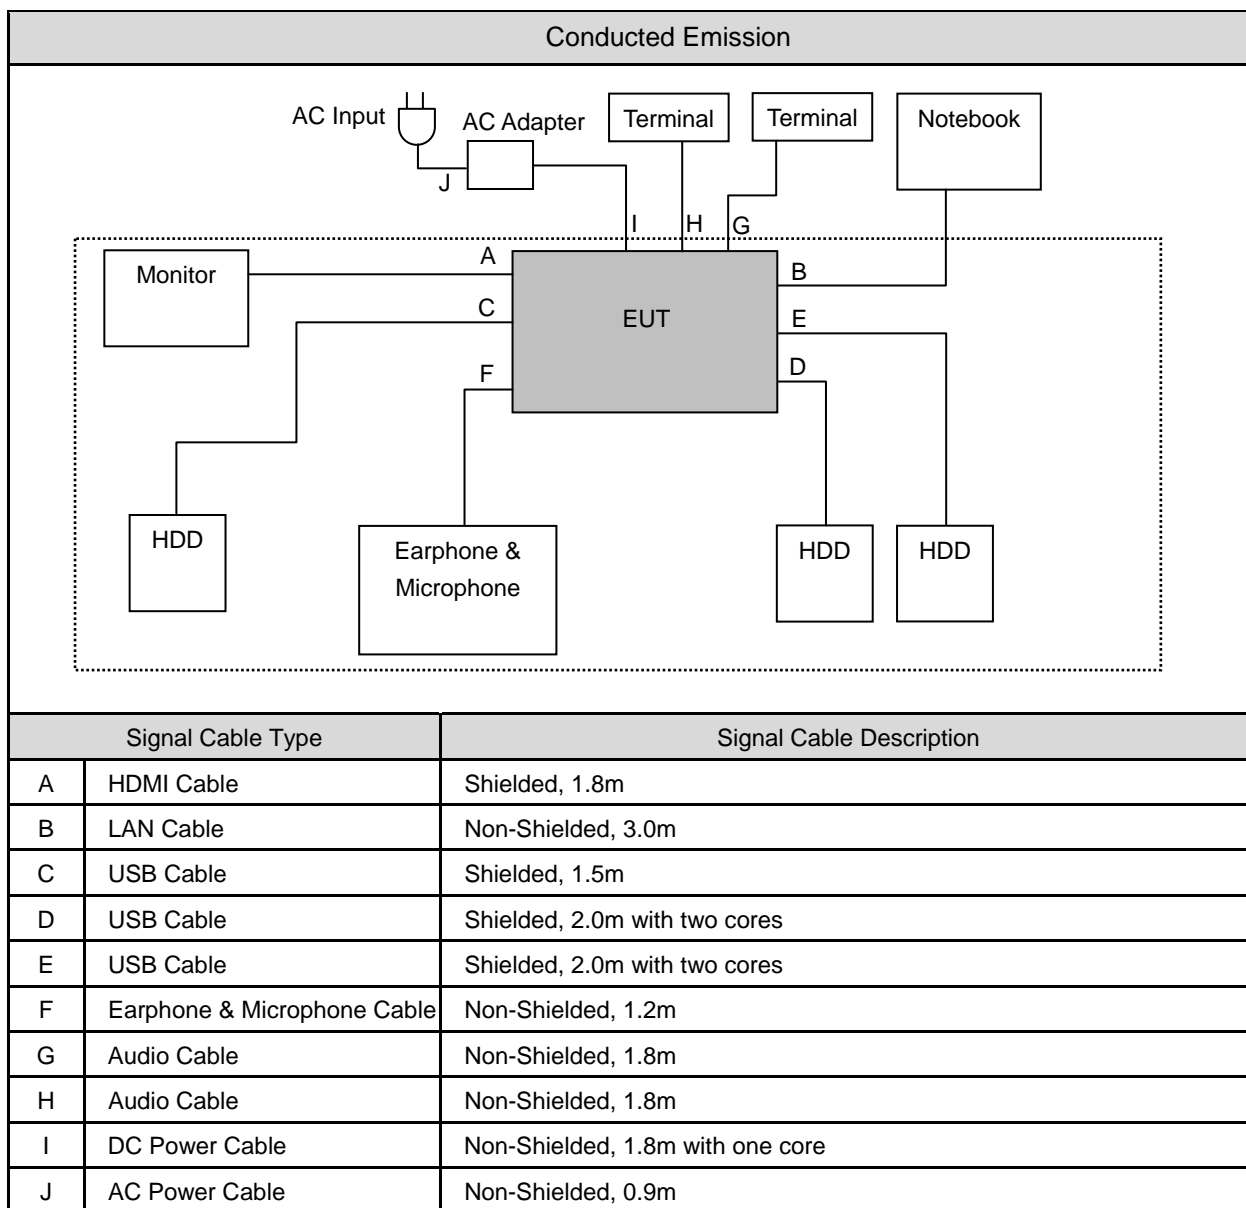 Conducted Emission
AC Input
AC Adapter
Terminal
Terminal
Notebook
J
I
H
G
Monitor
A
B
C
EUT
E
F
D
HDD
Earphone &
Microphone
HDD
HDD
Signal Cable Type Signal Cable Description
A HDMI Cable Shielded, 1.8m
B LAN Cable Non-Shielded, 3.0m
C USB Cable Shielded, 1.5m
D USB Cable Shielded, 2.0m with two cores
E USB Cable Shielded, 2.0m with two cores
F Earphone & Microphone Cable Non-Shielded, 1.2m
G Audio Cable Non-Shielded, 1.8m
H Audio Cable Non-Shielded, 1.8m
I DC Power Cable Non-Shielded, 1.8m with one core
J AC Power Cable Non-Shielded, 0.9m